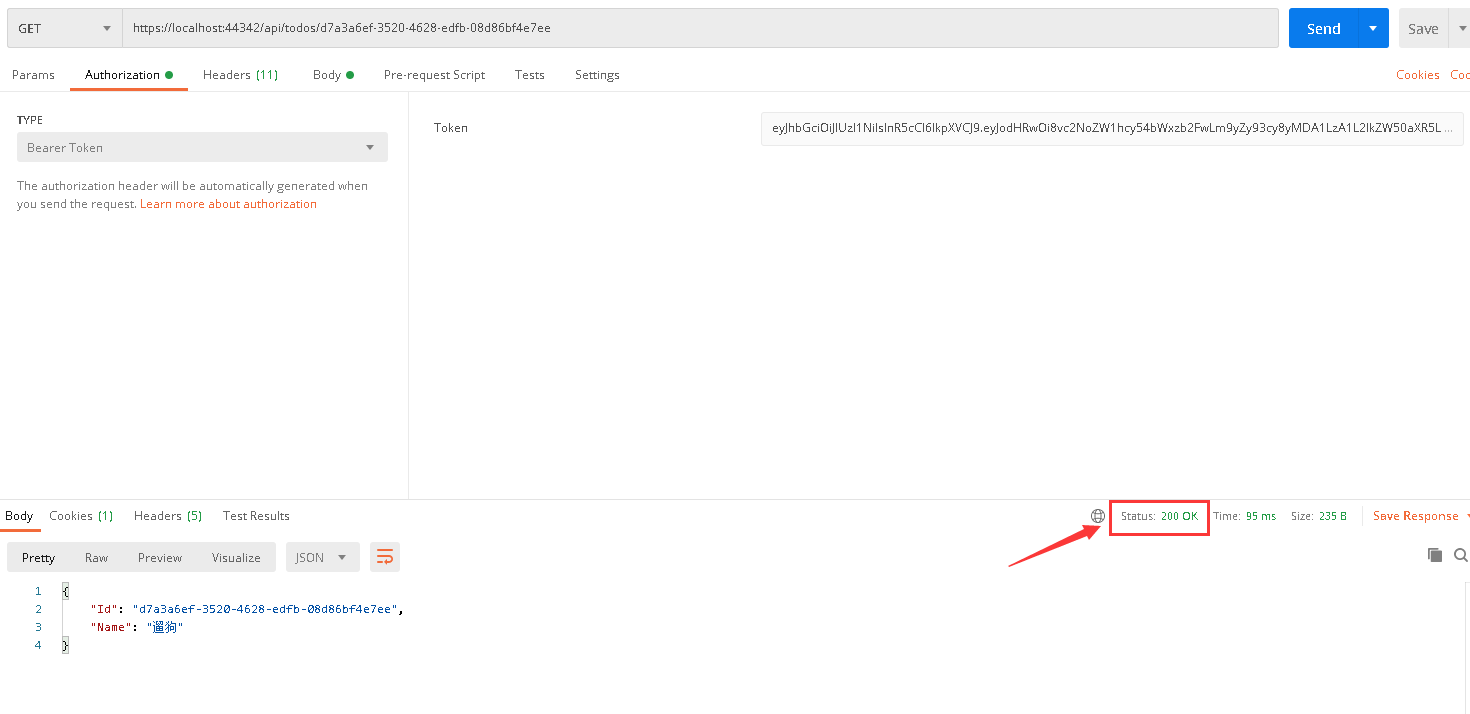 GET https://localhost:44342/api/todos/d7a3a6ef-3520-4628-edfb-08d86bf4e7ee Send Save
Params Authorization Headers (11) Body Pre-request Script Tests Settings Cookies Coo
TYPE
Bearer Token
The authorization header will be automatically generated when
you send the request. Learn more about authorization
Token eyJhbGciOiJIUzI1NiIsInR5cCI6IkpXVCJ9.eyJodHRwOi8vc2NoZW1hcy54bWxzb2FwLm9yZy93cy8yMDA1LzA1L2lkZW50aXR5L ...
Body Cookies (1) Headers (5) Test Results Status: 200 OK Time: 95 ms Size: 235 B Save Response
Pretty Raw Preview Visualize JSON
1 {
2 "Id": "d7a3a6ef-3520-4628-edfb-08d86bf4e7ee",
3 "Name": "遛狗"
4 }